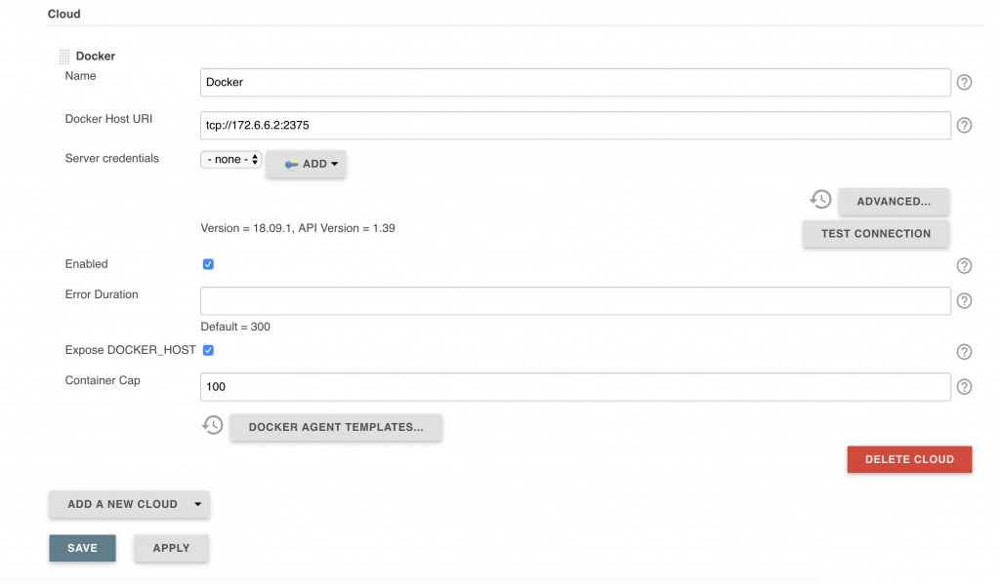 Cloud
Docker
Name
Docker
?
Docker Host URI
tcp://172.6.6.2:2375
?
Server credentials
- none -
ADD
ADVANCED...
Version = 18.09.1, API Version = 1.39
TEST CONNECTION
Enabled
?
Error Duration
?
Default = 300
Expose DOCKER_HOST
?
Container Cap
100
?
DOCKER AGENT TEMPLATES...
DELETE CLOUD
ADD A NEW CLOUD
SAVE
APPLY